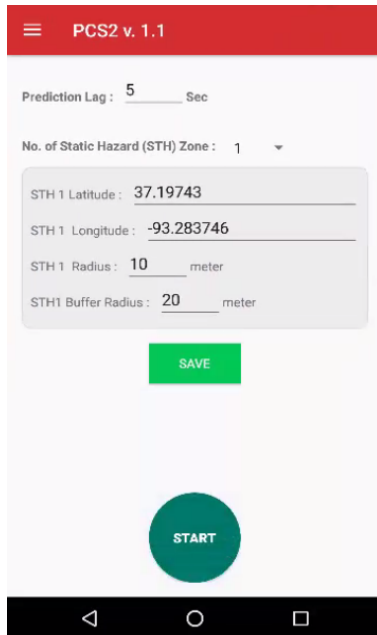 PCS2 v. 1.1
Prediction Lag : 5 Sec
No. of Static Hazard (STH) Zone : 1
STH 1 Latitude : 37.19743
STH 1 Longitude : -93.283746
STH 1 Radius : 10 meter
STH1 Buffer Radius : 20 meter
SAVE
START